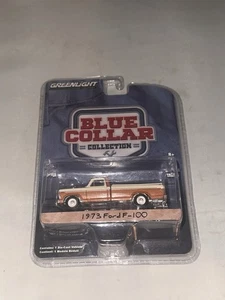 GREENLIGHT
BLUE
COLLAR
COLLECTION
1973 Ford F-100